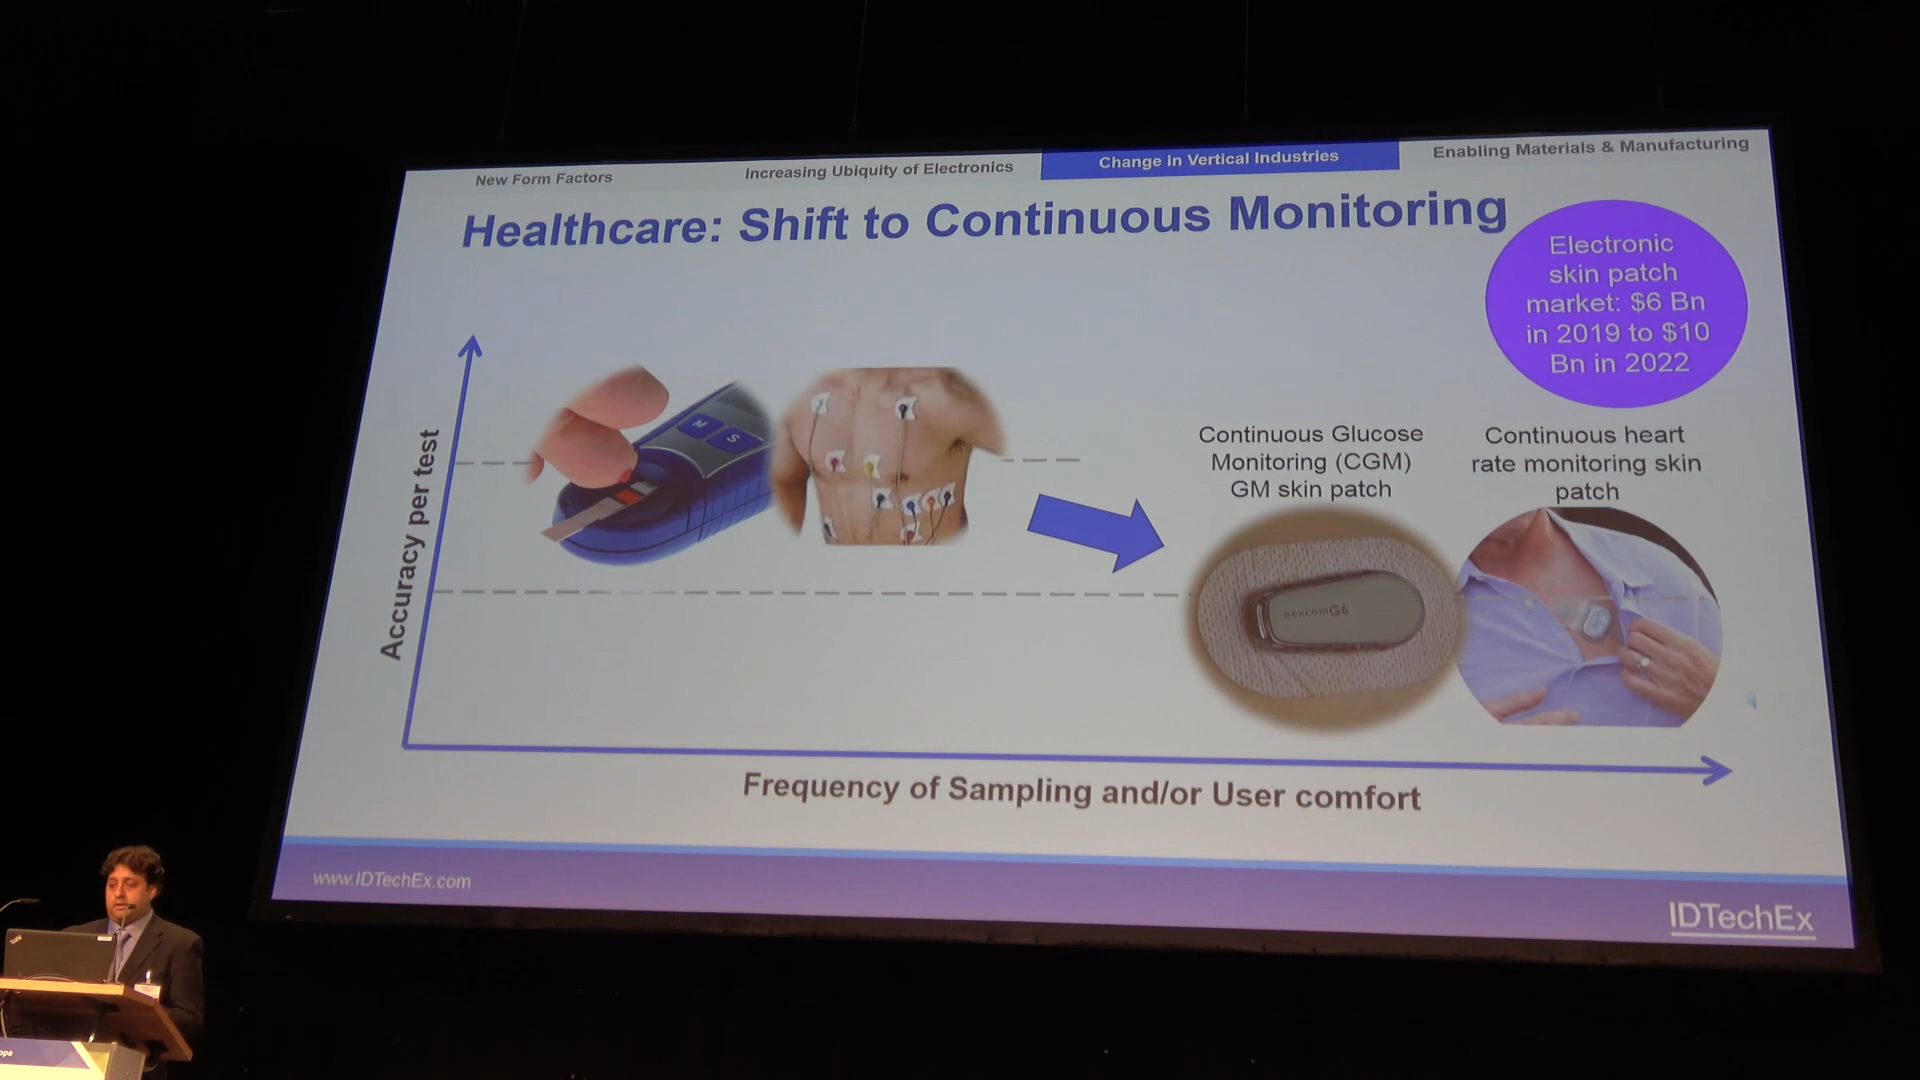 New Form Factors
Increasing Ubiquity of Electronics
Change in Vertical Industries
Enabling Materials & Manufacturing
Healthcare: Shift to Continuous Monitoring
Electronic
skin patch
market: $6 Bn
in 2019 to $10
Bn in 2022
Accuracy per test
M
S
Continuous Glucose
Monitoring (CGM)
GM skin patch
Continuous heart
rate monitoring skin
patch
Frequency of Sampling and/or User comfort
www.IDTechEx.com
IDTechEx